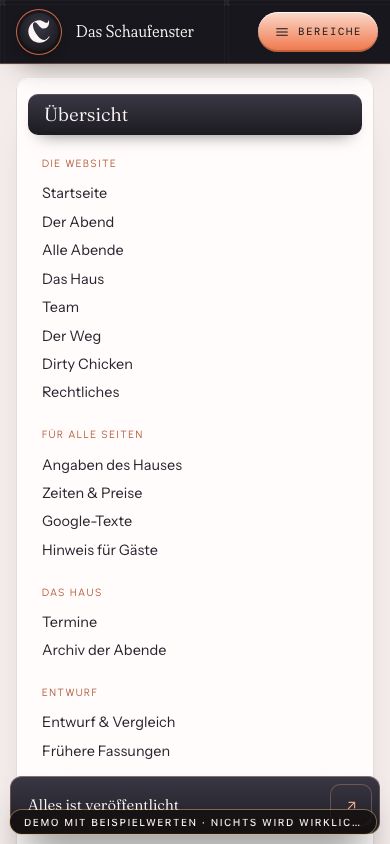 C Das Schaufenster BEREICHE
Übersicht
DIE WEBSITE
Startseite
Der Abend
Alle Abende
Das Haus
Team
Der Weg
Dirty Chicken
Rechtliches
FÜR ALLE SEITEN
Angaben des Hauses
Zeiten & Preise
Google-Texte
Hinweis für Gäste
DAS HAUS
Termine
Archiv der Abende
ENTWURF
Entwurf & Vergleich
Frühere Fassungen
Alles ist veröffentlicht
DEMO MIT BEISPIELWERTEN · NICHTS WIRD WIRKLIC…